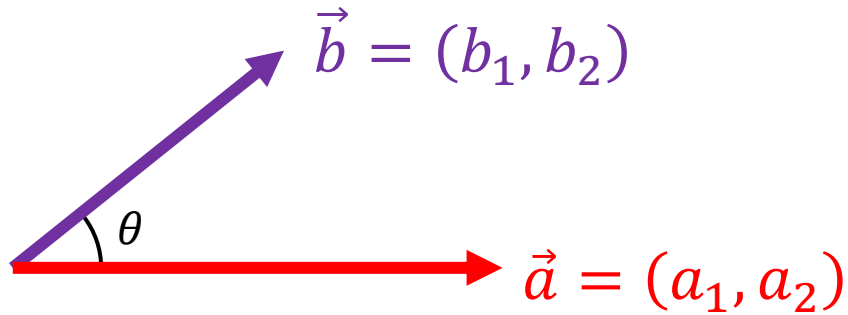 b⃗ = (b₁, b₂)
θ
a⃗ = (a₁, a₂)